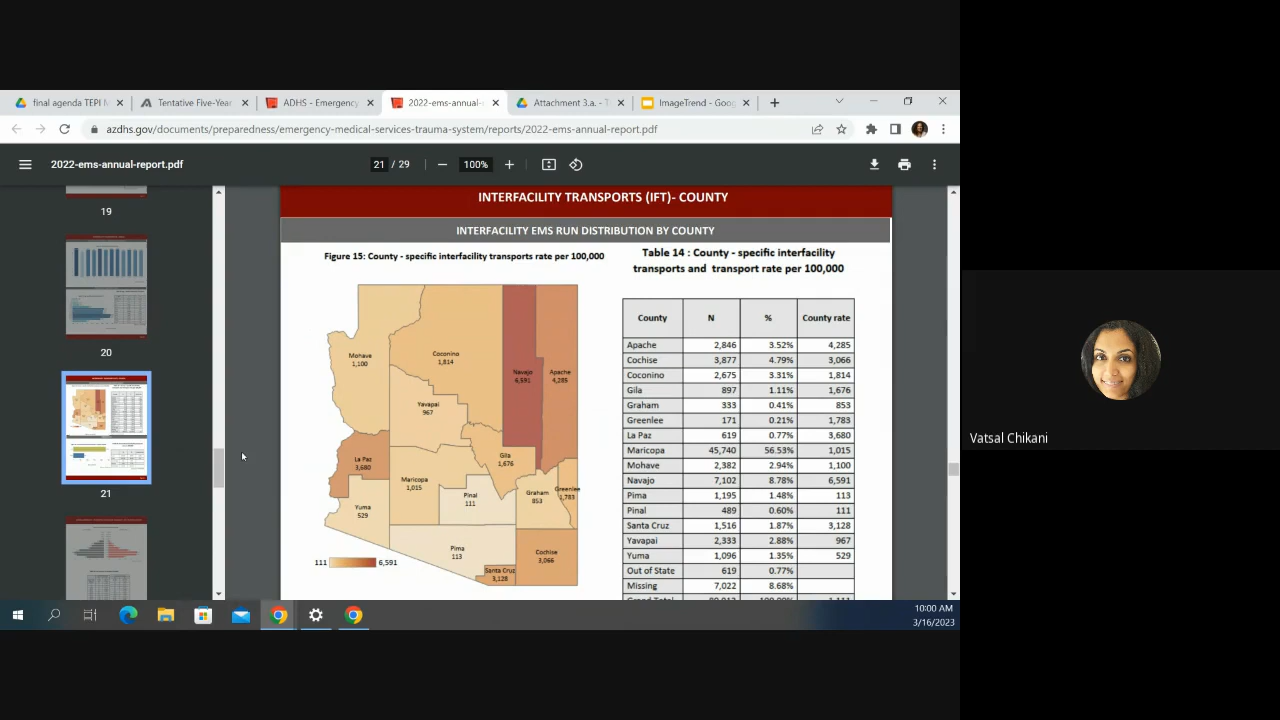 final agenda TEPI M
Tentative Five-Year
ADHS - Emergency
2022-ems-annual-
Attachment 3.a. - T
ImageTrend - Goo
azdhs.gov/documents/preparedness/emergency-medical-services-trauma-system/reports/2022-ems-annual-report.pdf
2022-ems-annual-report.pdf
21 / 29
100%
19
20
21
INTERFACILITY TRANSPORTS (IFT)- COUNTY
INTERFACILITY EMS RUN DISTRIBUTION BY COUNTY
Figure 15: County - specific interfacility transports rate per 100,000
Mohave
1,100
Coconino
1,814
Navajo
6,591
Apache
4,285
Yavapai
967
La Paz
3,680
Gila
1,676
Maricopa
1,015
Pinal
111
Graham
853
Greenlee
1,783
Yuma
529
Pima
113
Cochise
3,066
Santa Cruz
3,128
111 6,591
Table 14 : County - specific interfacility
transports and transport rate per 100,000
County N % County rate
Apache 2,846 3.52% 4,285
Cochise 3,877 4.79% 3,066
Coconino 2,675 3.31% 1,814
Gila 897 1.11% 1,676
Graham 333 0.41% 853
Greenlee 171 0.21% 1,783
La Paz 619 0.77% 3,680
Maricopa 45,740 56.53% 1,015
Mohave 2,382 2.94% 1,100
Navajo 7,102 8.78% 6,591
Pima 1,195 1.48% 113
Pinal 489 0.60% 111
Santa Cruz 1,516 1.87% 3,128
Yavapai 2,333 2.88% 967
Yuma 1,096 1.35% 529
Out of State 619 0.77%
Missing 7,022 8.68%
Vatsal Chikani
10:00 AM
3/16/2023